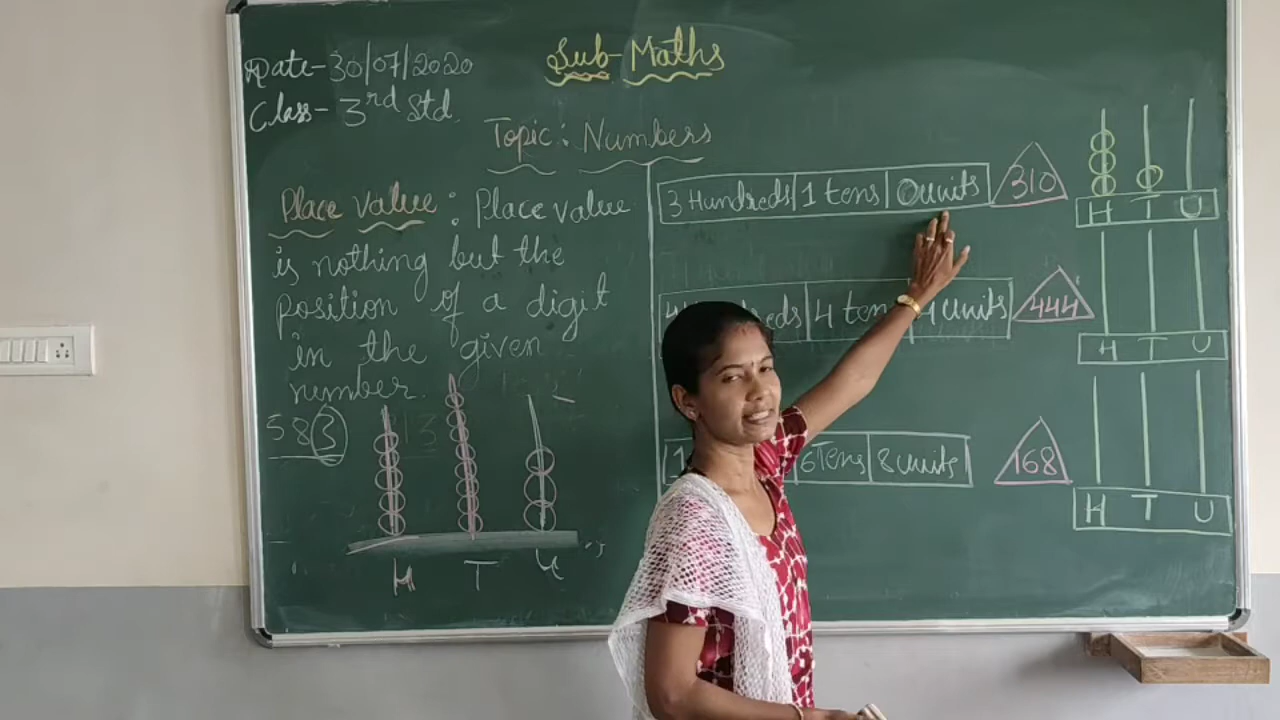 Date- 30/07/2020
Class- 3rd Std.
Sub- Maths
Topic: Numbers
Place value: Place value
is nothing but the
position of a digit
in the given
number.
583
H T U
3 Hundreds 1 tens 0 units 310
H T U
4 tens 4 units 444
H T U
1 6 Tens 8 units 168
H T U